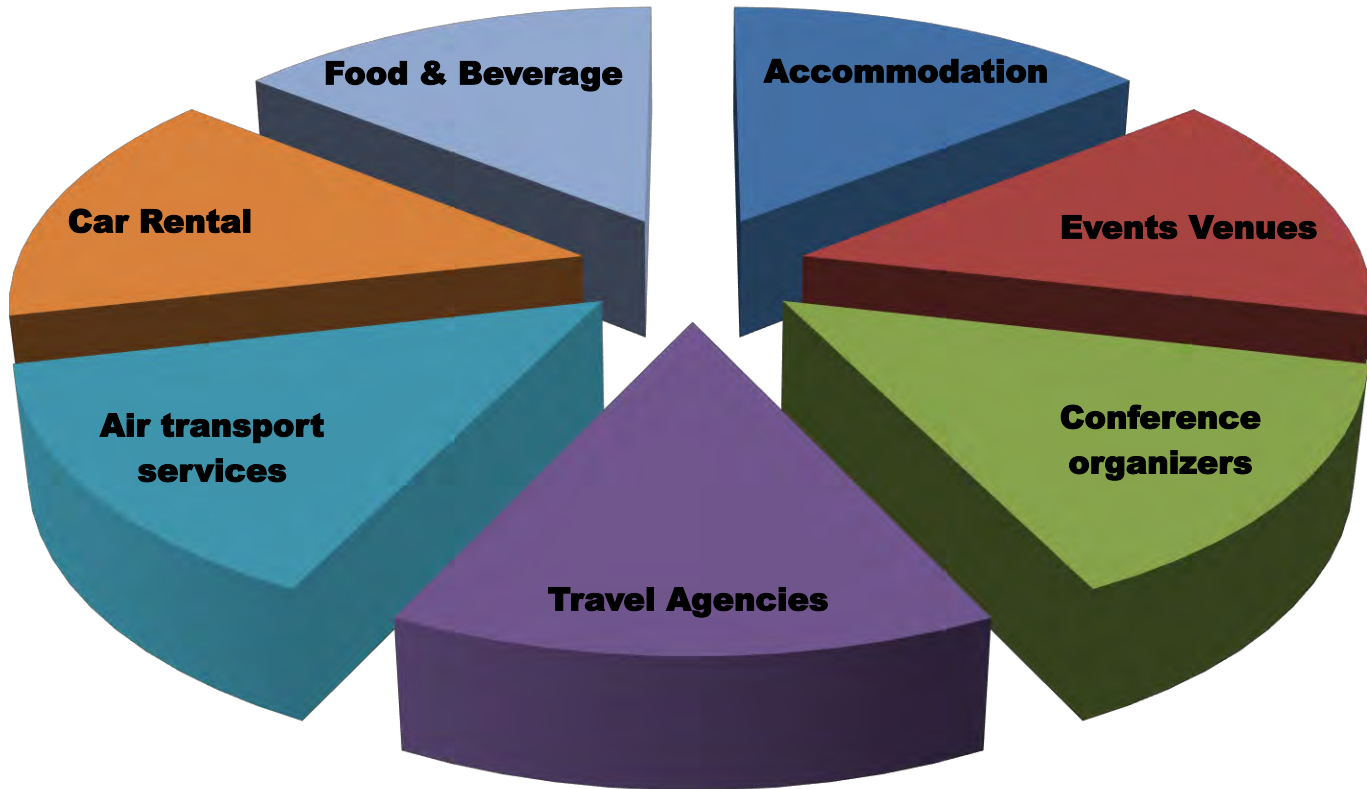 Food & Beverage
Accommodation
Car Rental
Events Venues
Air transport
services
Conference
organizers
Travel Agencies